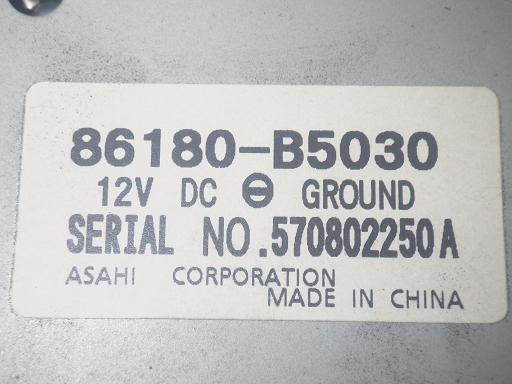 86180-B5030
12V DC ⊖ GROUND
SERIAL NO.570802250A
ASAHI CORPORATION
MADE IN CHINA